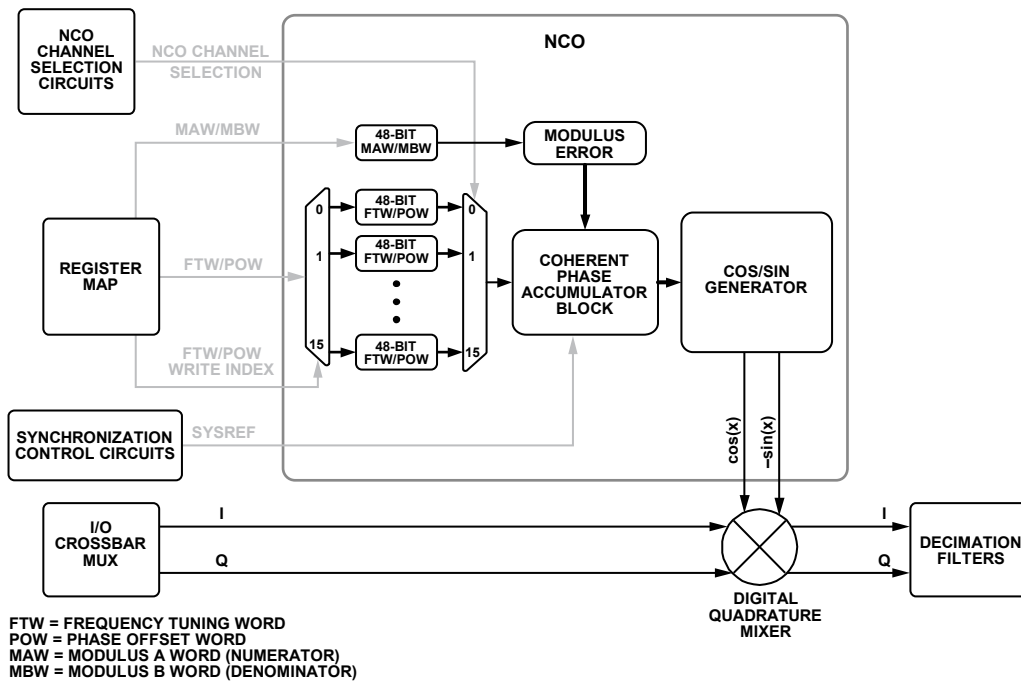 NCO
CHANNEL
SELECTION
CIRCUITS
NCO CHANNEL
SELECTION
NCO
MAW/MBW
48-BIT
MAW/MBW
MODULUS
ERROR
REGISTER
MAP
FTW/POW
FTW/POW
WRITE INDEX
0
1
15
48-BIT
FTW/POW
48-BIT
FTW/POW
48-BIT
FTW/POW
0
1
15
COHERENT
PHASE
ACCUMULATOR
BLOCK
COS/SIN
GENERATOR
SYNCHRONIZATION
CONTROL CIRCUITS
SYSREF
cos(x)
–sin(x)
I/O
CROSSBAR
MUX
I
Q
I
Q
DECIMATION
FILTERS
DIGITAL
QUADRATURE
MIXER
FTW = FREQUENCY TUNING WORD
POW = PHASE OFFSET WORD
MAW = MODULUS A WORD (NUMERATOR)
MBW = MODULUS B WORD (DENOMINATOR)